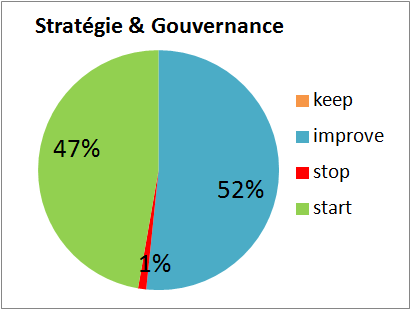 Stratégie & Gouvernance
keep
improve
stop
start
47%
52%
1%